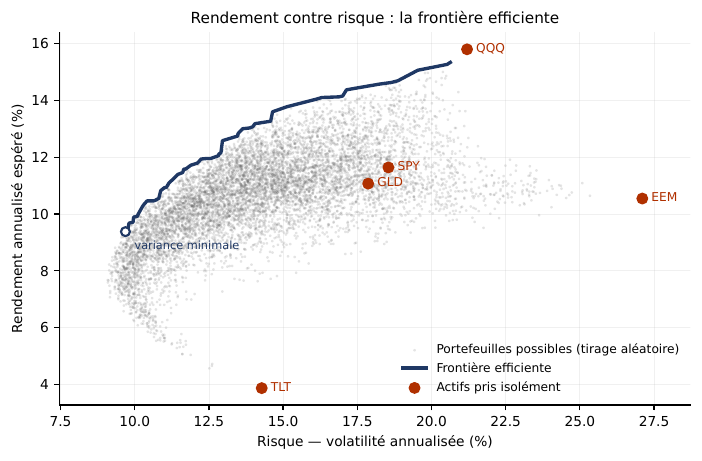 Rendement contre risque : la frontière efficiente
Rendement annualisé espéré (%)
16
14
12
10
8
6
4
QQQ
SPY
GLD
EEM
variance minimale
TLT
Portefeuilles possibles (tirage aléatoire)
Frontière efficiente
Actifs pris isolément
7.5 10.0 12.5 15.0 17.5 20.0 22.5 25.0 27.5
Risque — volatilité annualisée (%)